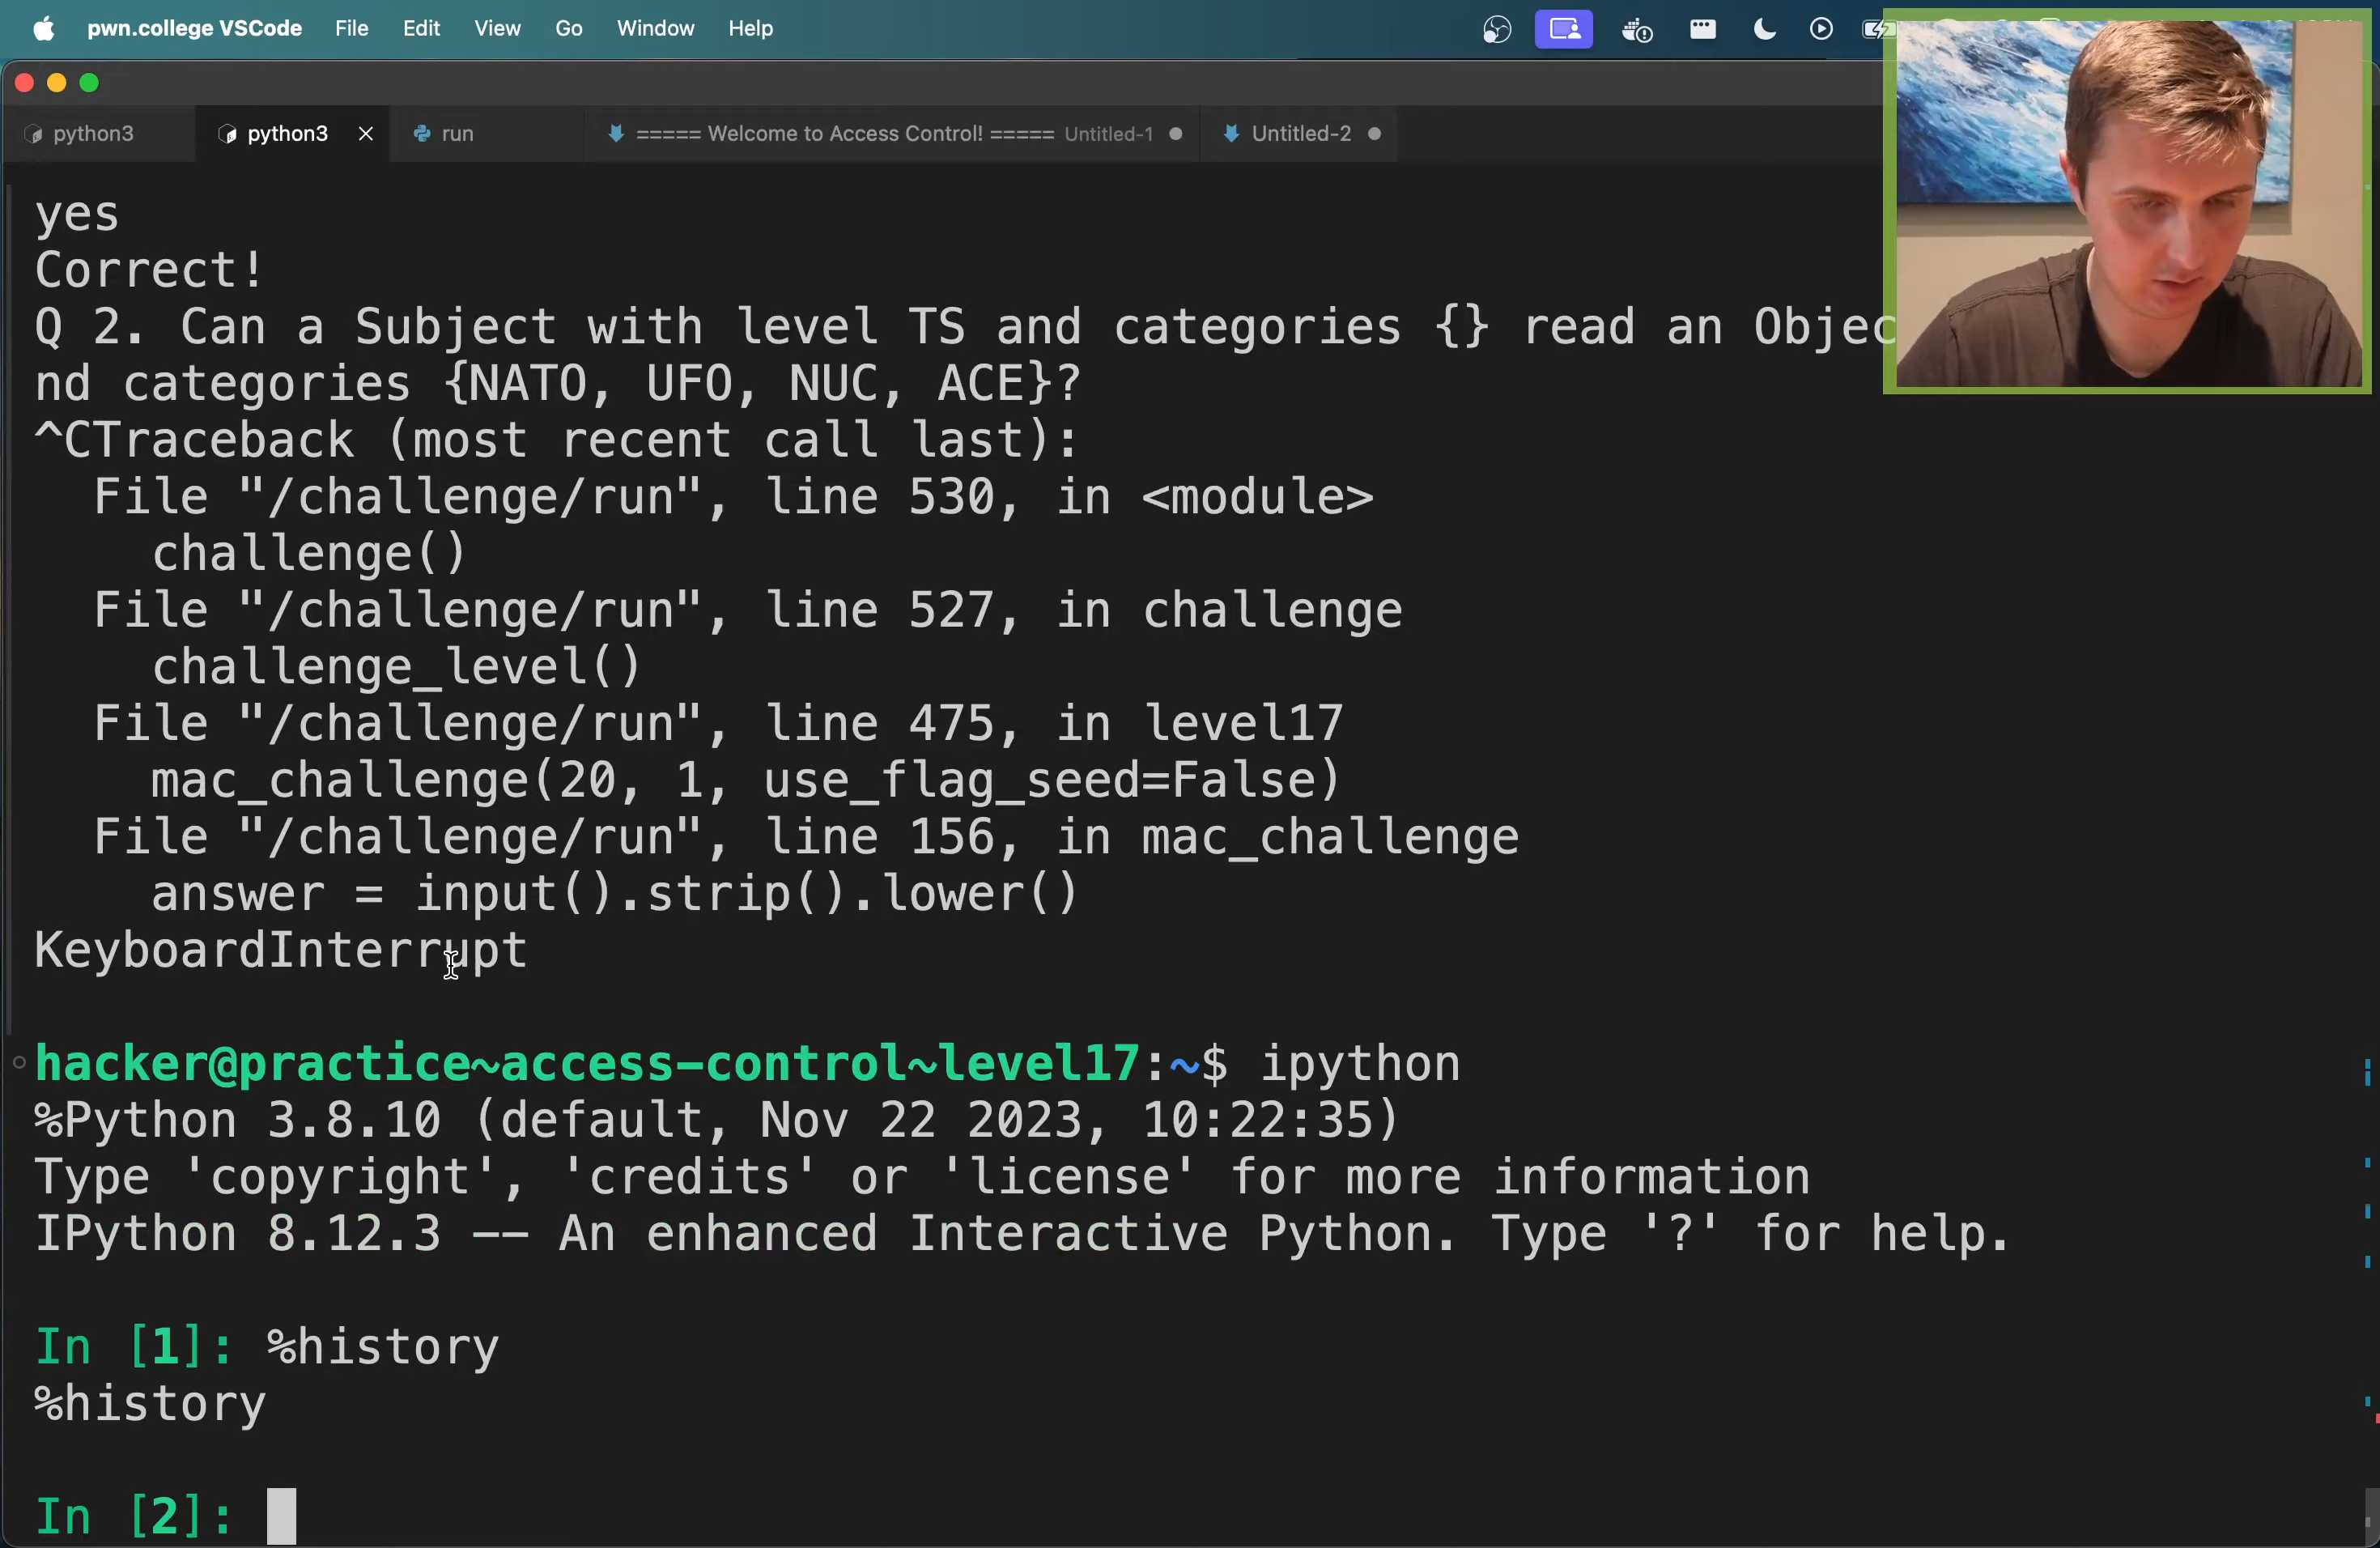 pwn.college VSCode File Edit View Go Window Help
python3 python3 run ===== Welcome to Access Control! ===== Untitled-1 Untitled-2
yes
Correct!
Q 2. Can a Subject with level TS and categories {} read an Objec
nd categories {NATO, UFO, NUC, ACE}?
^CTraceback (most recent call last):
File "/challenge/run", line 530, in <module>
challenge()
File "/challenge/run", line 527, in challenge
challenge_level()
File "/challenge/run", line 475, in level17
mac_challenge(20, 1, use_flag_seed=False)
File "/challenge/run", line 156, in mac_challenge
answer = input().strip().lower()
KeyboardInterrupt
hacker@practice~access-control~level17:~$ ipython
%Python 3.8.10 (default, Nov 22 2023, 10:22:35)
Type 'copyright', 'credits' or 'license' for more information
IPython 8.12.3 -- An enhanced Interactive Python. Type '?' for help.
In [1]: %history
%history
In [2]: